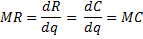 MR = dR/dq = dC/dq = MC